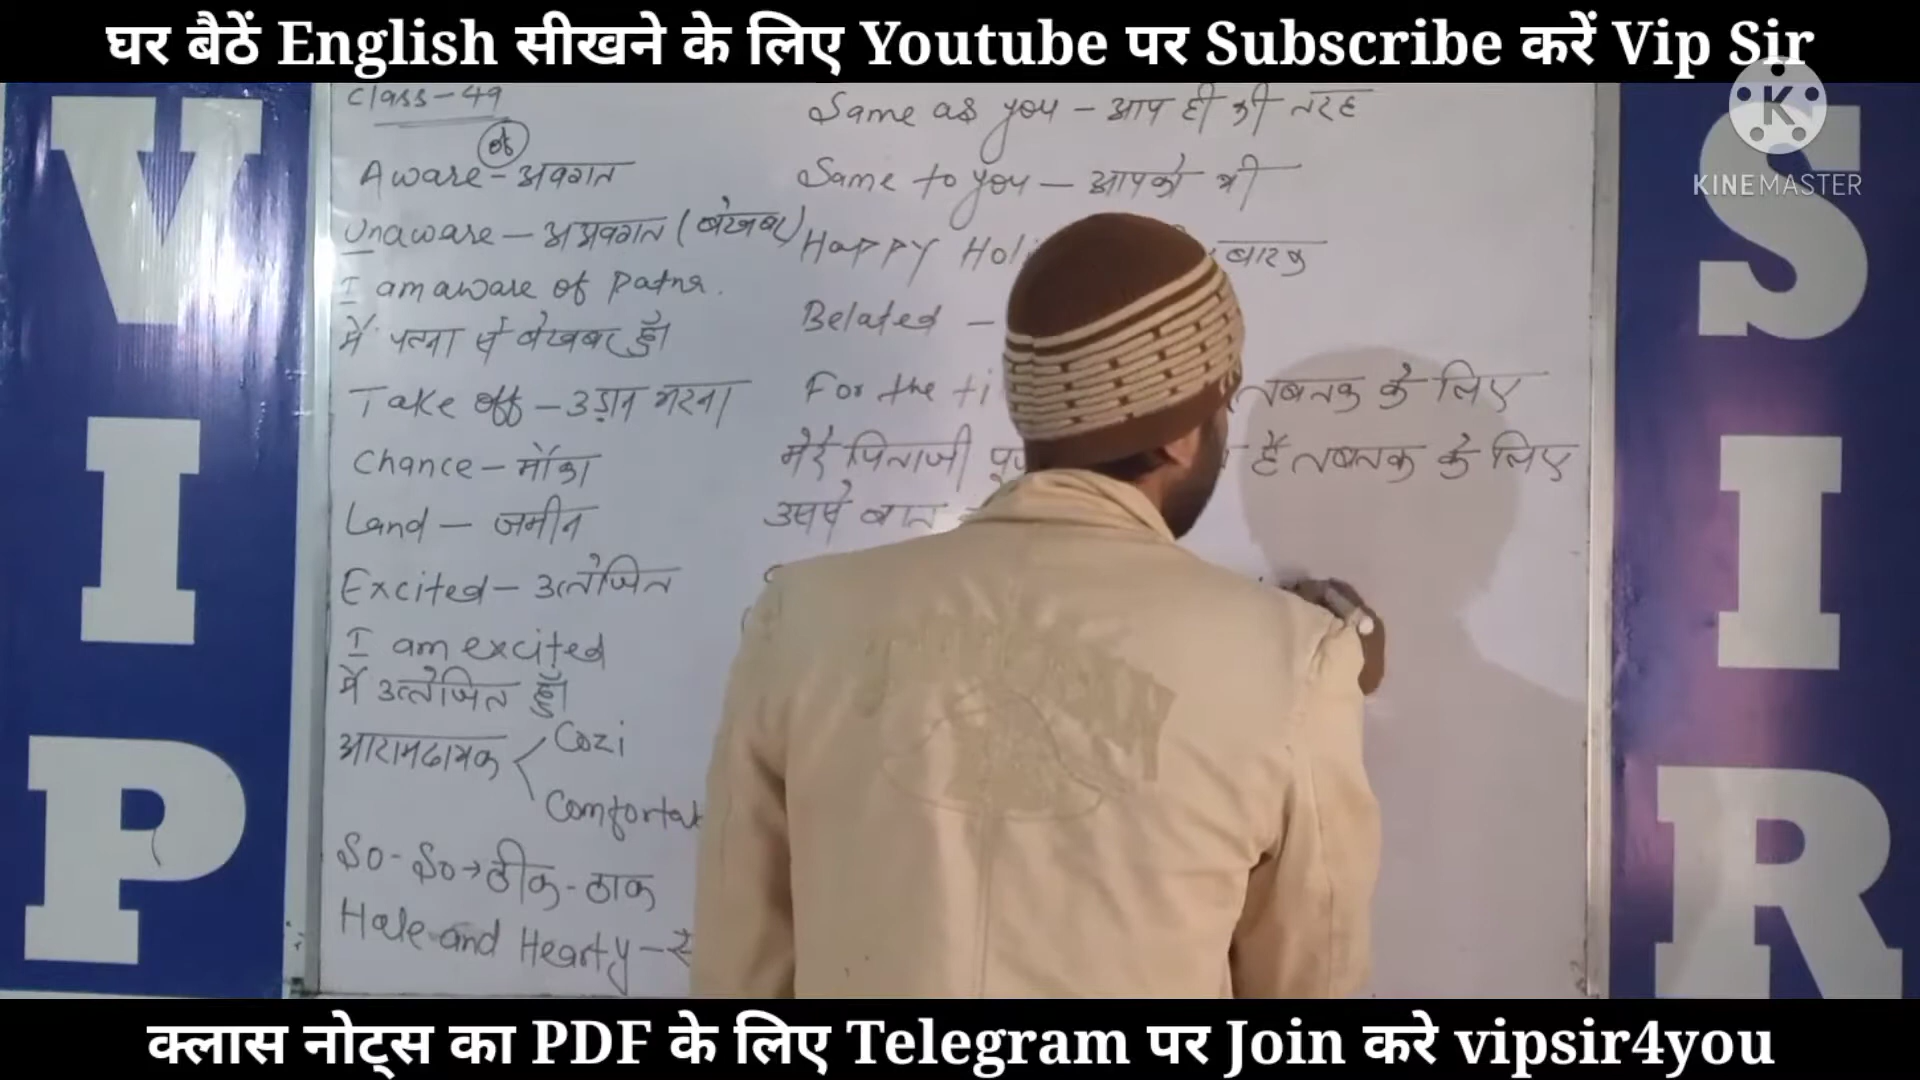 घर बैठें English सीखने के लिए Youtube पर Subscribe करें Vip Sir
KINEMASTER
VIP
SIR
Class-49
of
Aware-अवगत
Unaware-अअवगत (बेखबर)
I am aware of patna.
मैं पटना से बेखबर हूँ।
Take off-उड़ान भरना
Chance-मौका
Land-जमीन
Excited-उत्तेजित
I am excited
मैं उत्तेजित हूँ।
आरामदायक
Cozi
Comfortab
So-So→ठीक-ठाक
Hale and Hearty-
Same as you-आप ही की तरह
Same to you-आपको भी
Happy Holi
Belated-
For the ti तबतक के लिए
मेरे पिताजी है तबतक के लिए
उससे बात
क्लास नोट्स का PDF के लिए Telegram पर Join करे vipsir4you